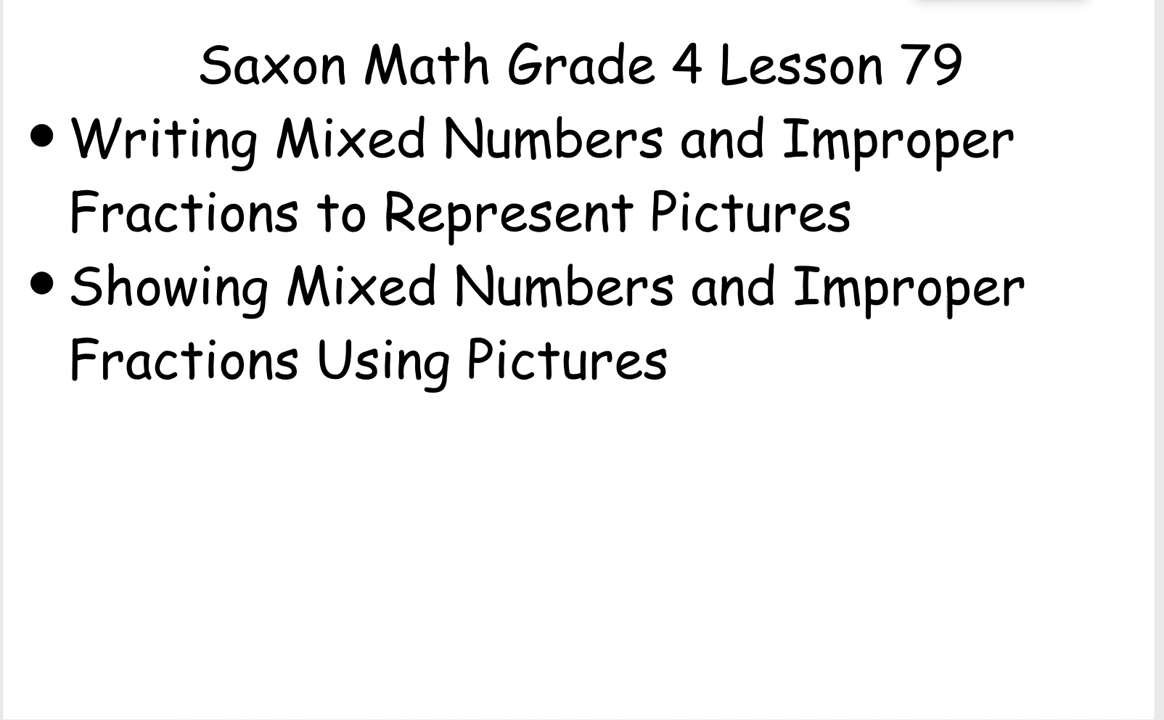 Saxon Math Grade 4 Lesson 79
• Writing Mixed Numbers and Improper
Fractions to Represent Pictures
• Showing Mixed Numbers and Improper
Fractions Using Pictures